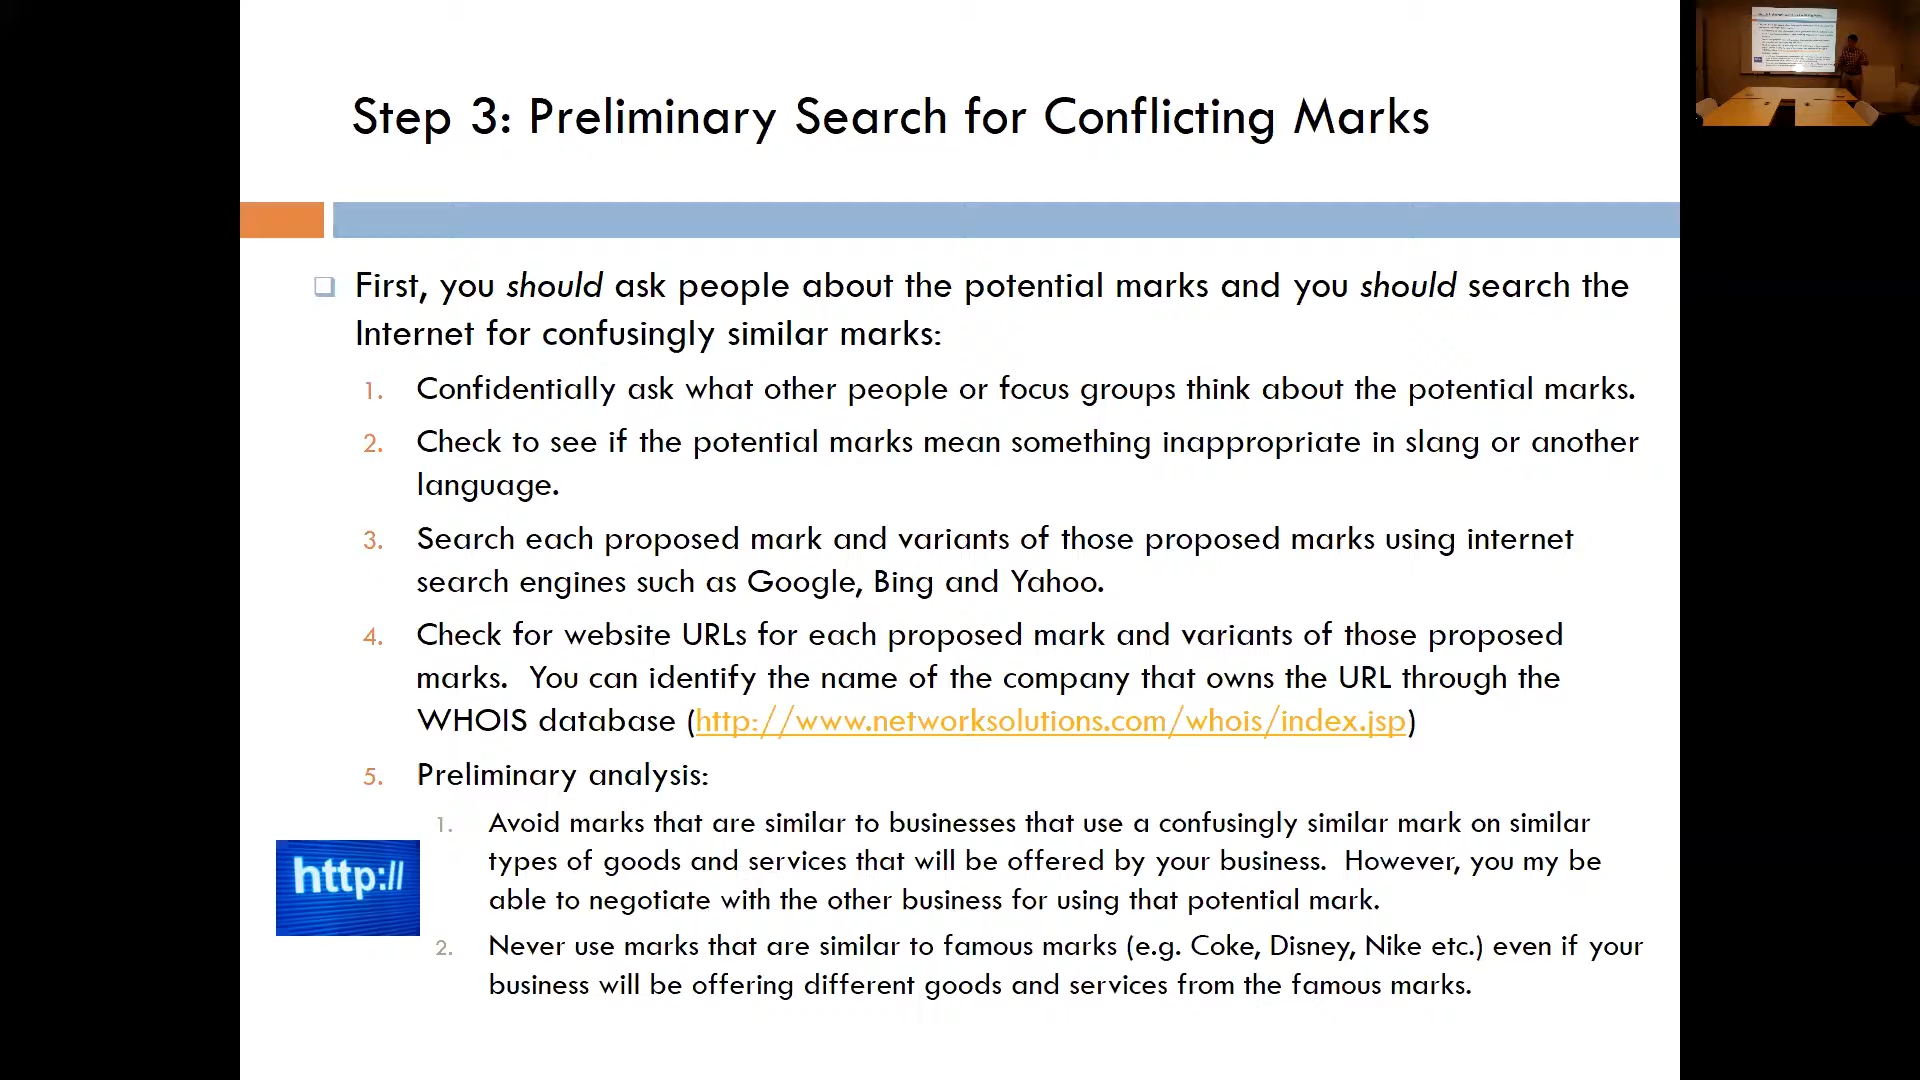 Step 3: Preliminary Search for Conflicting Marks
First, you should ask people about the potential marks and you should search the
Internet for confusingly similar marks:
1. Confidentially ask what other people or focus groups think about the potential marks.
2. Check to see if the potential marks mean something inappropriate in slang or another
language.
3. Search each proposed mark and variants of those proposed marks using internet
search engines such as Google, Bing and Yahoo.
4. Check for website URLs for each proposed mark and variants of those proposed
marks.  You can identify the name of the company that owns the URL through the
WHOIS database (http://www.networksolutions.com/whois/index.jsp)
5. Preliminary analysis:
1. Avoid marks that are similar to businesses that use a confusingly similar mark on similar
types of goods and services that will be offered by your business.  However, you my be
able to negotiate with the other business for using that potential mark.
http://
2. Never use marks that are similar to famous marks (e.g. Coke, Disney, Nike etc.) even if your
business will be offering different goods and services from the famous marks.